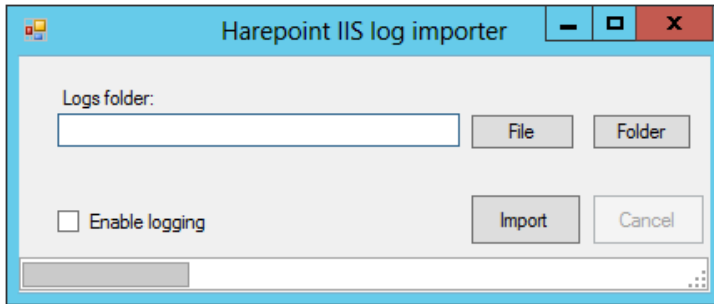 Harepoint IIS log importer
Logs folder:
File Folder
Enable logging Import Cancel